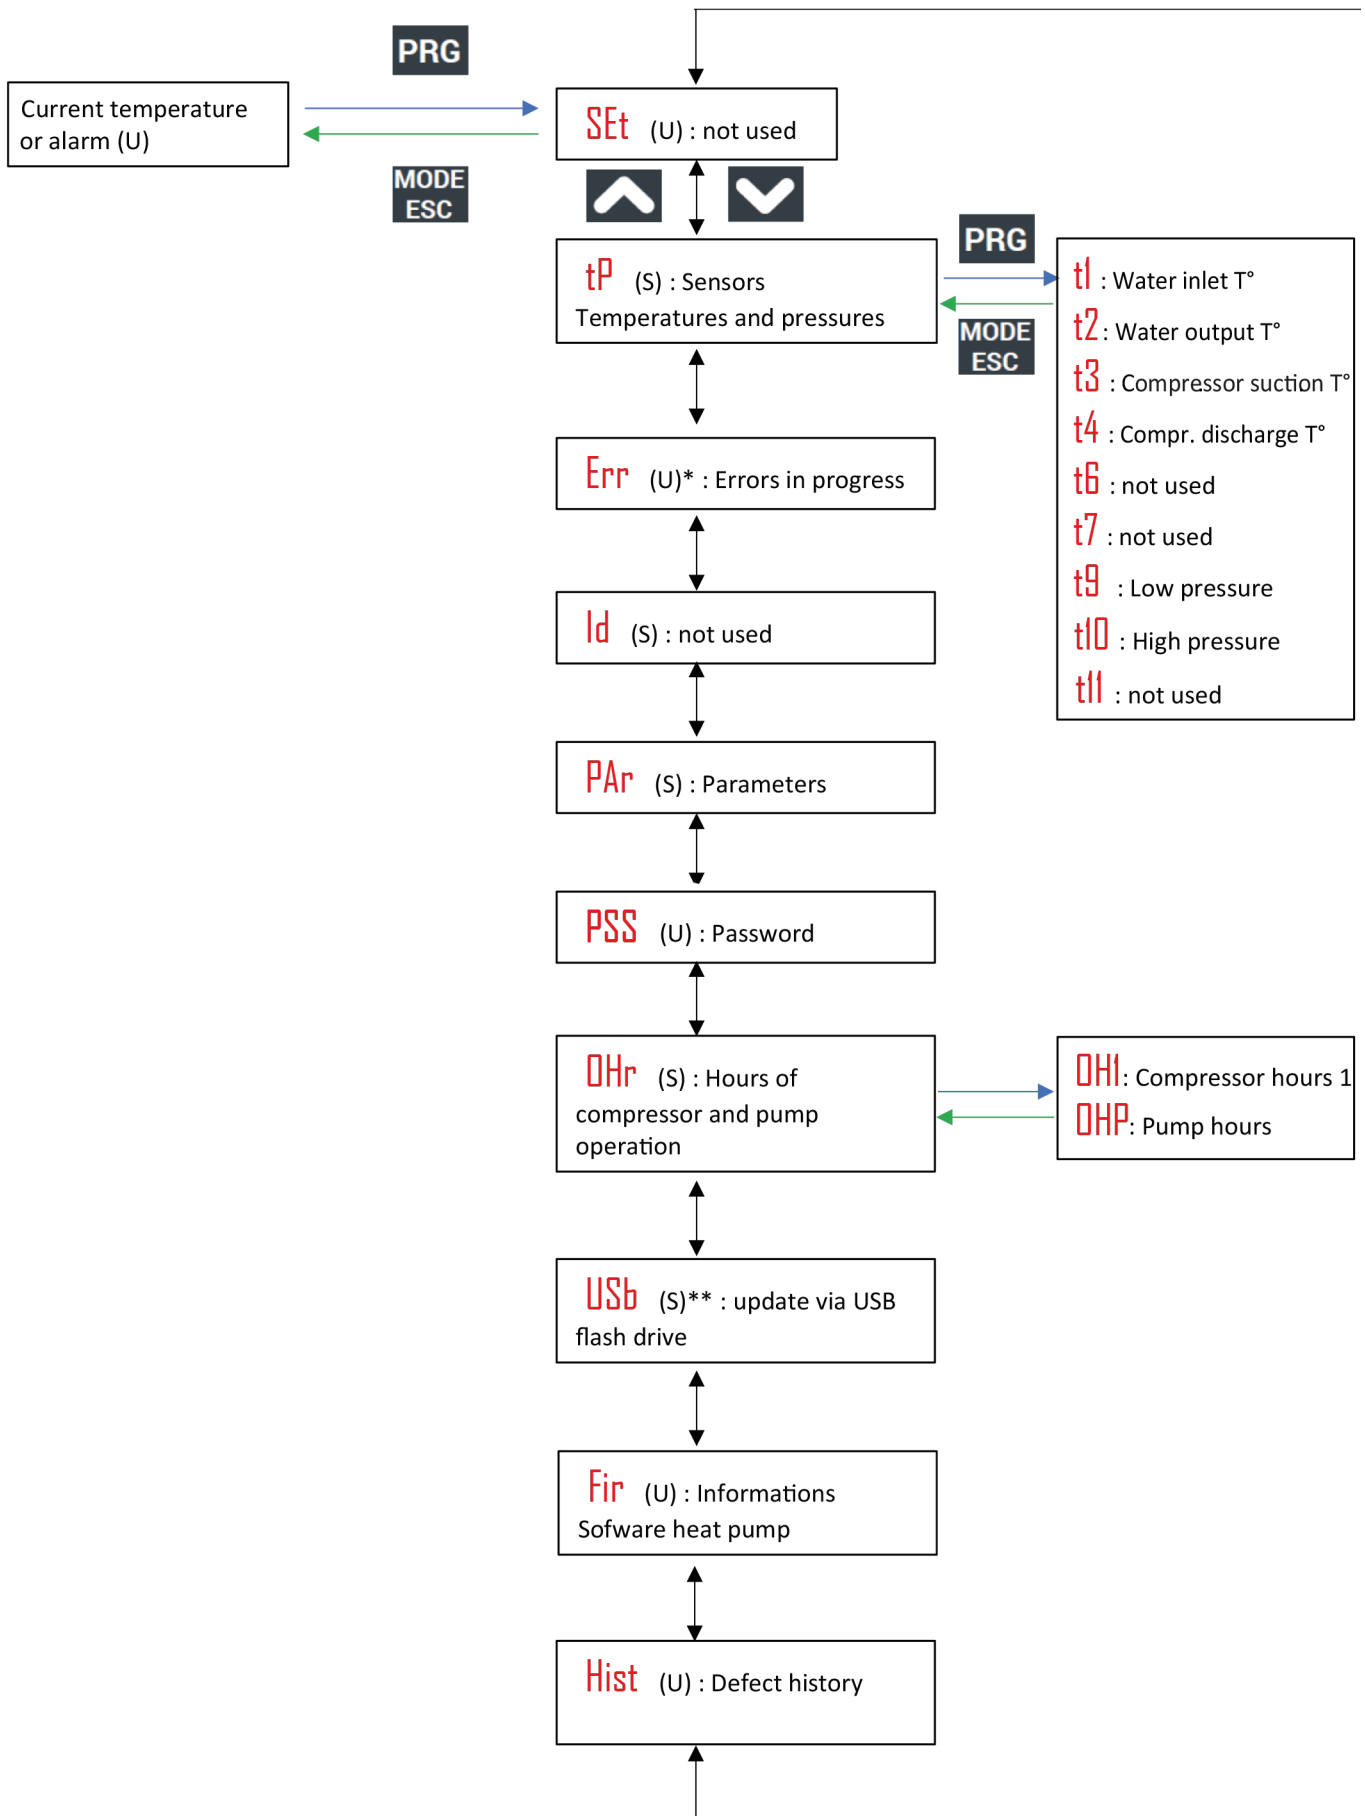 PRG
Current temperature
or alarm (U)
MODE
ESC
SEt (U) : not used
tP (S) : Sensors
Temperatures and pressures
PRG
MODE
ESC
t1 : Water inlet T°
t2 : Water output T°
t3 : Compressor suction T°
t4 : Compr. discharge T°
t6 : not used
t7 : not used
t9 : Low pressure
t10 : High pressure
t11 : not used
Err (U)* : Errors in progress
Id (S) : not used
PAr (S) : Parameters
PSS (U) : Password
OHr (S) : Hours of
compressor and pump
operation
OH1: Compressor hours 1
OHP: Pump hours
USb (S)** : update via USB
flash drive
Fir (U) : Informations
Sofware heat pump
Hist (U) : Defect history